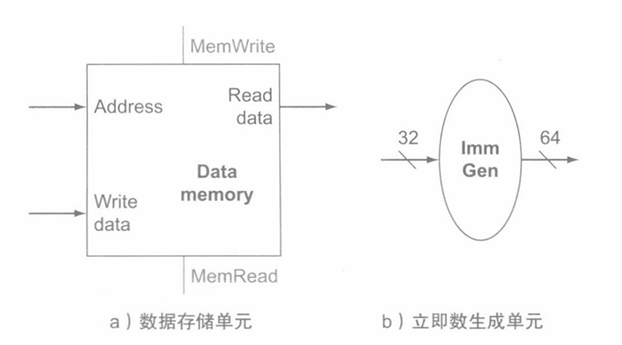 MemWrite
Address
Read
data
Data
memory
Write
data
MemRead
32
Imm
Gen
64
a）数据存储单元
b）立即数生成单元